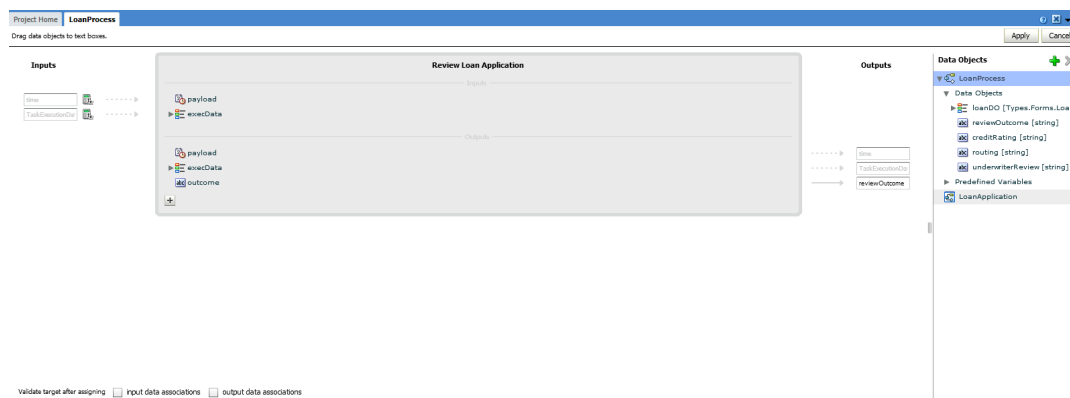 Project Home LoanProcess
Drag data objects to text boxes.
Apply Cancel
Inputs
Review Loan Application
Outputs
Inputs
time
TaskExecutionDat
payload
execData
Outputs
payload
execData
outcome
time
TaskExecutionDat
reviewOutcome
Data Objects
LoanProcess
Data Objects
loanDO [Types.Forms.Loa
reviewOutcome [string]
creditRating [string]
routing [string]
underwriterReview [string]
Predefined Variables
LoanApplication
Validate target after assigning input data associations output data associations